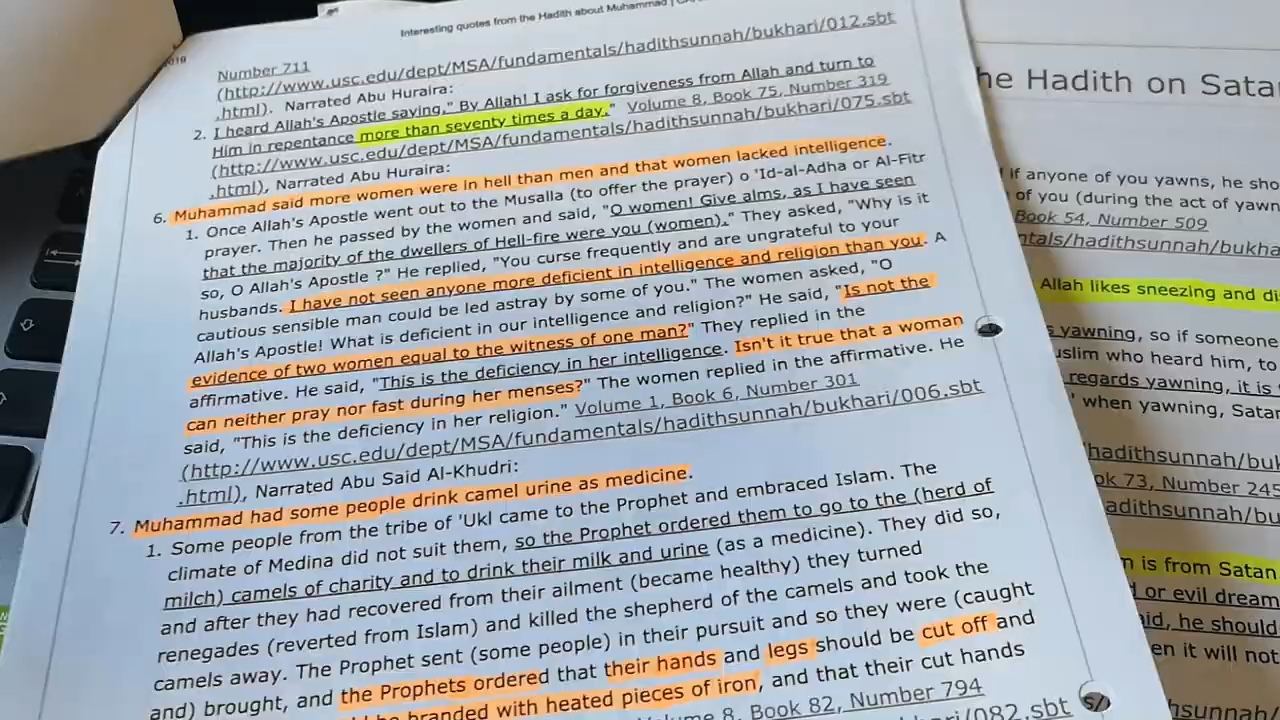 Interesting quotes from the Hadith about Muhammad |
Number 711
(http://www.usc.edu/dept/MSA/fundamentals/hadithsunnah/bukhari/012.sbt
.html). Narrated Abu Huraira:
2. I heard Allah's Apostle saying," By Allah! I ask for forgiveness from Allah and turn to
Him in repentance more than seventy times a day." Volume 8, Book 75, Number 319
(http://www.usc.edu/dept/MSA/fundamentals/hadithsunnah/bukhari/075.sbt
.html), Narrated Abu Huraira:
6. Muhammad said more women were in hell than men and that women lacked intelligence.
1. Once Allah's Apostle went out to the Musalla (to offer the prayer) o 'Id-al-Adha or Al-Fitr
prayer. Then he passed by the women and said, "O women! Give alms, as I have seen
that the majority of the dwellers of Hell-fire were you (women)." They asked, "Why is it
so, O Allah's Apostle ?" He replied, "You curse frequently and are ungrateful to your
husbands. I have not seen anyone more deficient in intelligence and religion than you. A
cautious sensible man could be led astray by some of you." The women asked, "O
Allah's Apostle! What is deficient in our intelligence and religion?" He said, "Is not the
evidence of two women equal to the witness of one man?" They replied in the
affirmative. He said, "This is the deficiency in her intelligence. Isn't it true that a woman
can neither pray nor fast during her menses?" The women replied in the affirmative. He
said, "This is the deficiency in her religion." Volume 1, Book 6, Number 301
(http://www.usc.edu/dept/MSA/fundamentals/hadithsunnah/bukhari/006.sbt
.html), Narrated Abu Said Al-Khudri:
7. Muhammad had some people drink camel urine as medicine.
1. Some people from the tribe of 'Ukl came to the Prophet and embraced Islam. The
climate of Medina did not suit them, so the Prophet ordered them to go to the (herd of
milch) camels of charity and to drink their milk and urine (as a medicine). They did so,
and after they had recovered from their ailment (became healthy) they turned
renegades (reverted from Islam) and killed the shepherd of the camels and took the
camels away. The Prophet sent (some people) in their pursuit and so they were (caught
and) brought, and the Prophets ordered that their hands and legs should be cut off and
be branded with heated pieces of iron, and that their cut hands
8, Book 82, Number 794
he Hadith on Sata
if anyone of you yawns, he sho
of you (during the act of yawn
Book 54, Number 509
ntals/hadithsunnah/bukha
Allah likes sneezing and di
yawning, so if someone
uslim who heard him, to
regards yawning, it is
' when yawning, Satan
hadithsunnah/buk
ok 73, Number 245
adithsunnah/bu
is from Satan
or evil dream
aid, he should
en it will not
hsunnah/